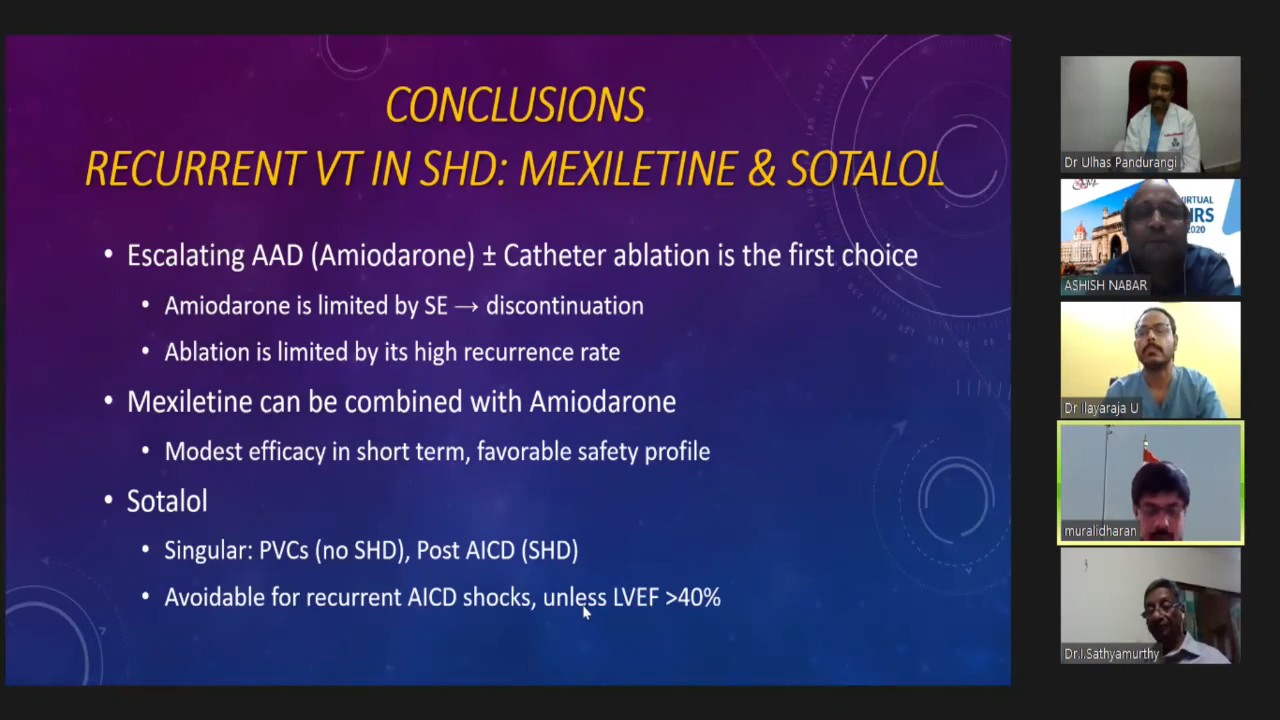 CONCLUSIONS
RECURRENT VT IN SHD: MEXILETINE & SOTALOL
• Escalating AAD (Amiodarone) ± Catheter ablation is the first choice
• Amiodarone is limited by SE → discontinuation
• Ablation is limited by its high recurrence rate
• Mexiletine can be combined with Amiodarone
• Modest efficacy in short term, favorable safety profile
• Sotalol
• Singular: PVCs (no SHD), Post AICD (SHD)
• Avoidable for recurrent AICD shocks, unless LVEF >40%
Dr Ulhas Pandurangi
VIRTUAL
2020
ASHISH NABAR
Dr Ilayaraja U
muralidharan
Dr.I.Sathyamurthy